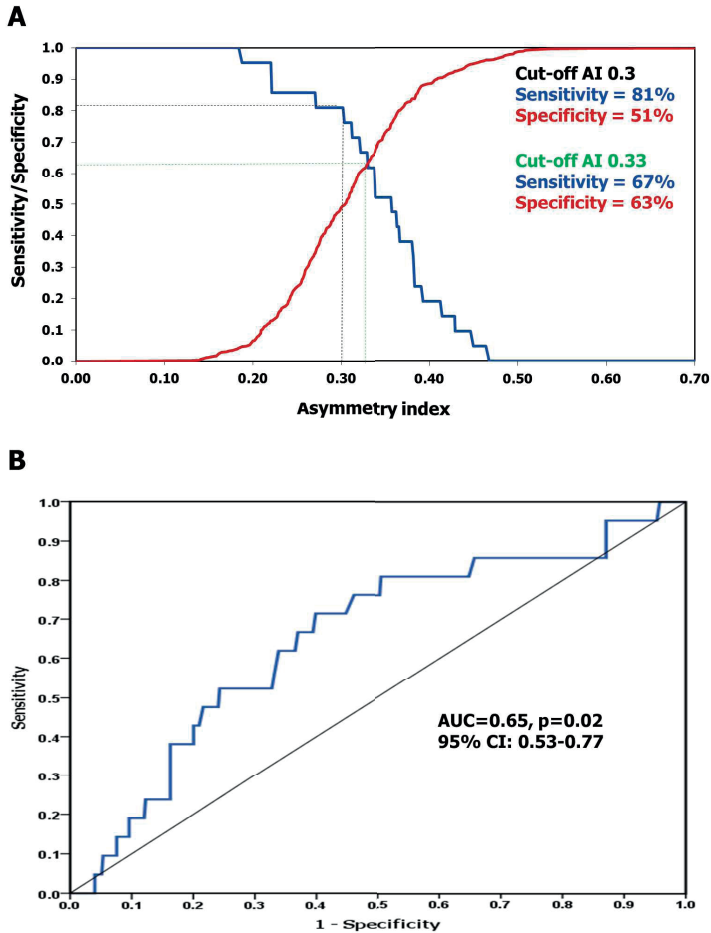 A
1.0
0.9
0.8
0.7
0.6
0.5
0.4
0.3
0.2
0.1
0.0
Sensitivity/Specificity
Cut-off AI 0.3
Sensitivity = 81%
Specificity = 51%
Cut-off AI 0.33
Sensitivity = 67%
Specificity = 63%
0.00 0.10 0.20 0.30 0.40 0.50 0.60 0.70
Asymmetry index
B
1.0
0.9
0.8
0.7
0.6
0.5
0.4
0.3
0.2
0.1
0.0
Sensitivity
AUC=0.65, p=0.02
95% CI: 0.53-0.77
0.0 0.1 0.2 0.3 0.4 0.5 0.6 0.7 0.8 0.9 1.0
1 - Specificity